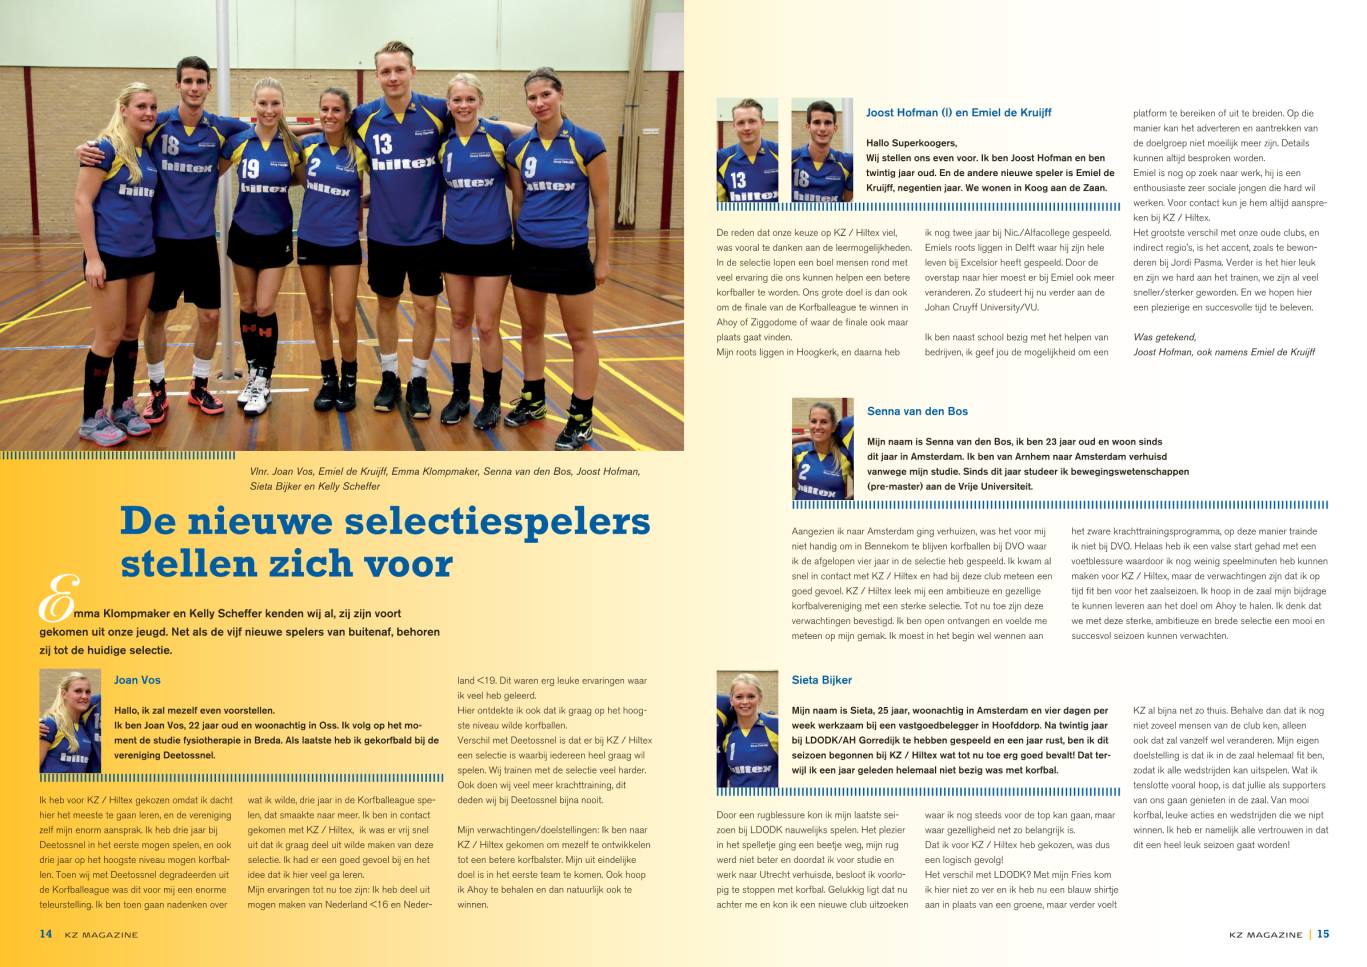 18
hiltex
19
hiltex
2
hiltex
13
hiltex
1
hiltex
9
hiltex
Vlnr. Joan Vos, Emiel de Kruijff, Emma Klompmaker, Senna van den Bos, Joost Hofman,
Sieta Bijker en Kelly Scheffer
De nieuwe selectiespelers
stellen zich voor
Emma Klompmaker en Kelly Scheffer kenden wij al, zij zijn voort
gekomen uit onze jeugd. Net als de vijf nieuwe spelers van buitenaf, behoren
zij tot de huidige selectie.
Joan Vos
Hallo, ik zal mezelf even voorstellen.
Ik ben Joan Vos, 22 jaar oud en woonachtig in Oss. Ik volg op het mo-
ment de studie fysiotherapie in Breda. Als laatste heb ik gekorfbald bij de
vereniging Deetossnel.
Ik heb voor KZ / Hiltex gekozen omdat ik dacht
hier het meeste te gaan leren, en de vereniging
zelf mijn enorm aansprak. Ik heb drie jaar bij
Deetossnel in het eerste mogen spelen, en ook
drie jaar op het hoogste niveau mogen korfbal-
len. Toen wij met Deetossnel degradeerden uit
de Korfballeague was dit voor mij een enorme
teleurstelling. Ik ben toen gaan nadenken over
wat ik wilde, drie jaar in de Korfballeague spe-
len, dat smaakte naar meer. Ik ben in contact
gekomen met KZ / Hiltex, ik was er vrij snel
uit dat ik graag deel uit wilde maken van deze
selectie. Ik had er een goed gevoel bij en het
idee dat ik hier veel ga leren.
Mijn ervaringen tot nu toe zijn: Ik heb deel uit
mogen maken van Nederland <16 en Neder-
land <19. Dit waren erg leuke ervaringen waar
ik veel heb geleerd.
Hier ontdekte ik ook dat ik graag op het hoog-
ste niveau wilde korfballen.
Verschil met Deetossnel is dat er bij KZ / Hiltex
een selectie is waarbij iedereen heel graag wil
spelen. Wij trainen met de selectie veel harder.
Ook doen wij veel meer krachttraining, dit
deden wij bij Deetossnel bijna nooit.
Mijn verwachtingen/doelstellingen: Ik ben naar
KZ / Hiltex gekomen om mezelf te ontwikkelen
tot een betere korfbalster. Mijn uit eindelijke
doel is in het eerste team te komen. Ook hoop
ik Ahoy te behalen en dan natuurlijk ook te
winnen.
14 KZ MAGAZINE
13
hiltex
18
hiltex
Joost Hofman (l) en Emiel de Kruijff
Hallo Superkoogers,
Wij stellen ons even voor. Ik ben Joost Hofman en ben
twintig jaar oud. En de andere nieuwe speler is Emiel de
Kruijff, negentien jaar. We wonen in Koog aan de Zaan.
De reden dat onze keuze op KZ / Hiltex viel,
was vooral te danken aan de leermogelijkheden.
In de selectie lopen een boel mensen rond met
veel ervaring die ons kunnen helpen een betere
korfballer te worden. Ons grote doel is dan ook
om de finale van de Korfballeague te winnen in
Ahoy of Ziggodome of waar de finale ook maar
plaats gaat vinden.
Mijn roots liggen in Hoogkerk, en daarna heb
ik nog twee jaar bij Nic./Alfacollege gespeeld.
Emiels roots liggen in Delft waar hij zijn hele
leven bij Excelsior heeft gespeeld. Door de
overstap naar hier moest er bij Emiel ook meer
veranderen. Zo studeert hij nu verder aan de
Johan Cruyff University/VU.
Ik ben naast school bezig met het helpen van
bedrijven, ik geef jou de mogelijkheid om een
platform te bereiken of uit te breiden. Op die
manier kan het adverteren en aantrekken van
de doelgroep niet moeilijk meer zijn. Details
kunnen altijd besproken worden.
Emiel is nog op zoek naar werk, hij is een
enthousiaste zeer sociale jongen die hard wil
werken. Voor contact kun je hem altijd aanspre-
ken bij KZ / Hiltex.
Het grootste verschil met onze oude clubs, en
indirect regio's, is het accent, zoals te bewon-
deren bij Jordi Pasma. Verder is het hier leuk
en zijn we hard aan het trainen, we zijn al veel
sneller/sterker geworden. En we hopen hier
een plezierige en succesvolle tijd te beleven.
Was getekend,
Joost Hofman, ook namens Emiel de Kruijff
2
hiltex
Senna van den Bos
Mijn naam is Senna van den Bos, ik ben 23 jaar oud en woon sinds
dit jaar in Amsterdam. Ik ben van Arnhem naar Amsterdam verhuisd
vanwege mijn studie. Sinds dit jaar studeer ik bewegingswetenschappen
(pre-master) aan de Vrije Universiteit.
Aangezien ik naar Amsterdam ging verhuizen, was het voor mij
niet handig om in Bennekom te blijven korfballen bij DVO waar
ik de afgelopen vier jaar in de selectie heb gespeeld. Ik kwam al
snel in contact met KZ / Hiltex en had bij deze club meteen een
goed gevoel. KZ / Hiltex leek mij een ambitieuze en gezellige
korfbalvereniging met een sterke selectie. Tot nu toe zijn deze
verwachtingen bevestigd. Ik ben open ontvangen en voelde me
meteen op mijn gemak. Ik moest in het begin wel wennen aan
het zware krachttrainingsprogramma, op deze manier trainde
ik niet bij DVO. Helaas heb ik een valse start gehad met een
voetblessure waardoor ik nog weinig speelminuten heb kunnen
maken voor KZ / Hiltex, maar de verwachtingen zijn dat ik op
tijd fit ben voor het zaalseizoen. Ik hoop in de zaal mijn bijdrage
te kunnen leveren aan het doel om Ahoy te halen. Ik denk dat
we met deze sterke, ambitieuze en brede selectie een mooi en
succesvol seizoen kunnen verwachten.
1
hiltex
Sieta Bijker
Mijn naam is Sieta, 25 jaar, woonachtig in Amsterdam en vier dagen per
week werkzaam bij een vastgoedbelegger in Hoofddorp. Na twintig jaar
bij LDODK/AH Gorredijk te hebben gespeeld en een jaar rust, ben ik dit
seizoen begonnen bij KZ / Hiltex wat tot nu toe erg goed bevalt! Dat ter-
wijl ik een jaar geleden helemaal niet bezig was met korfbal.
Door een rugblessure kon ik mijn laatste sei-
zoen bij LDODK nauwelijks spelen. Het plezier
in het spelletje ging een beetje weg, mijn rug
werd niet beter en doordat ik voor studie en
werk naar Utrecht verhuisde, besloot ik voorlo-
pig te stoppen met korfbal. Gelukkig ligt dat nu
achter me en kon ik een nieuwe club uitzoeken
waar ik nog steeds voor de top kan gaan, maar
waar gezelligheid net zo belangrijk is.
Dat ik voor KZ / Hiltex heb gekozen, was dus
een logisch gevolg!
Het verschil met LDODK? Met mijn Fries kom
ik hier niet zo ver en ik heb nu een blauw shirtje
aan in plaats van een groene, maar verder voelt
KZ al bijna net zo thuis. Behalve dan dat ik nog
niet zoveel mensen van de club ken, alleen
ook dat zal vanzelf wel veranderen. Mijn eigen
doelstelling is dat ik in de zaal helemaal fit ben,
zodat ik alle wedstrijden kan uitspelen. Wat ik
tenslotte vooral hoop, is dat jullie als supporters
van ons gaan genieten in de zaal. Van mooi
korfbal, leuke acties en wedstrijden die we nipt
winnen. Ik heb er namelijk alle vertrouwen in dat
dit een heel leuk seizoen gaat worden!
KZ MAGAZINE | 15